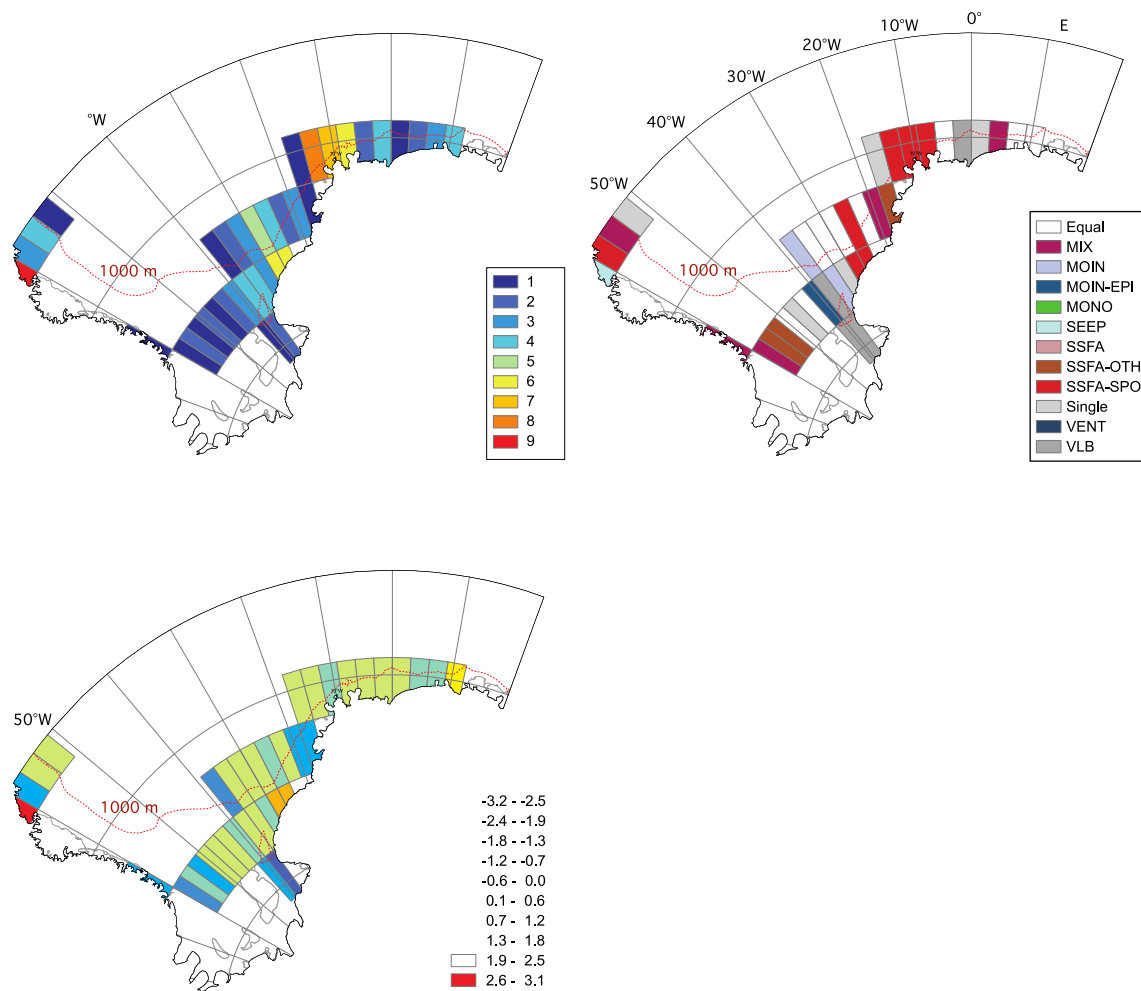 °W
1000 m
1
2
3
4
5
6
7
8
9
0°
E
10°W
20°W
30°W
40°W
50°W
1000 m
Equal
MIX
MOIN
MOIN-EPI
MONO
SEEP
SSFA
SSFA-OTH
SSFA-SPO
Single
VENT
VLB
50°W
1000 m
-3.2 - -2.5
-2.4 - -1.9
-1.8 - -1.3
-1.2 - -0.7
-0.6 - 0.0
0.1 - 0.6
0.7 - 1.2
1.3 - 1.8
1.9 - 2.5
2.6 - 3.1